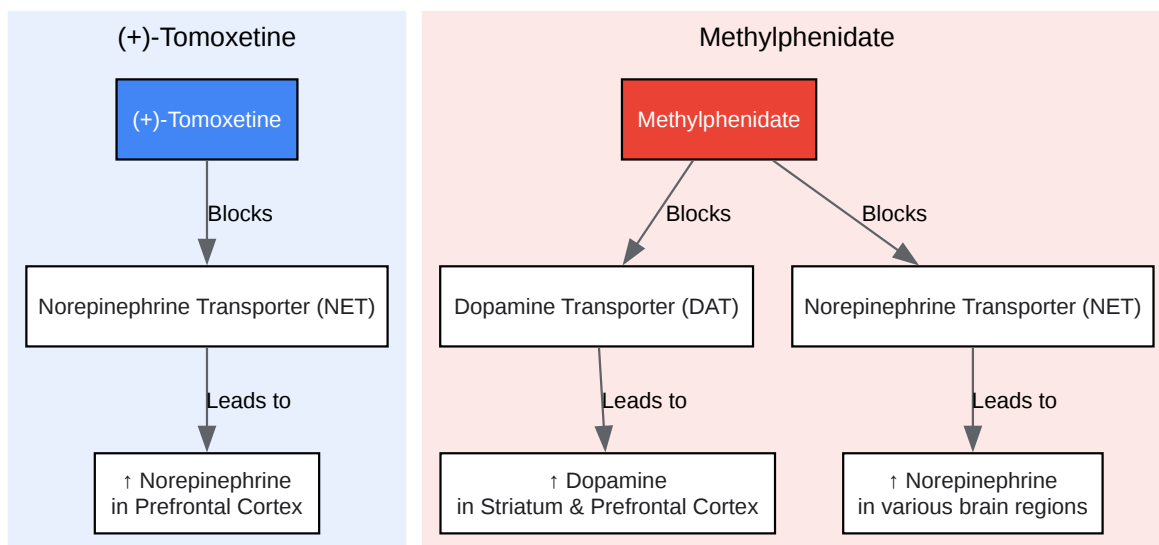 (+)-Tomoxetine
(+)-Tomoxetine
Blocks
Norepinephrine Transporter (NET)
Leads to
↑ Norepinephrine
in Prefrontal Cortex
Methylphenidate
Methylphenidate
Blocks
Blocks
Dopamine Transporter (DAT)
Norepinephrine Transporter (NET)
Leads to
Leads to
↑ Dopamine
in Striatum & Prefrontal Cortex
↑ Norepinephrine
in various brain regions